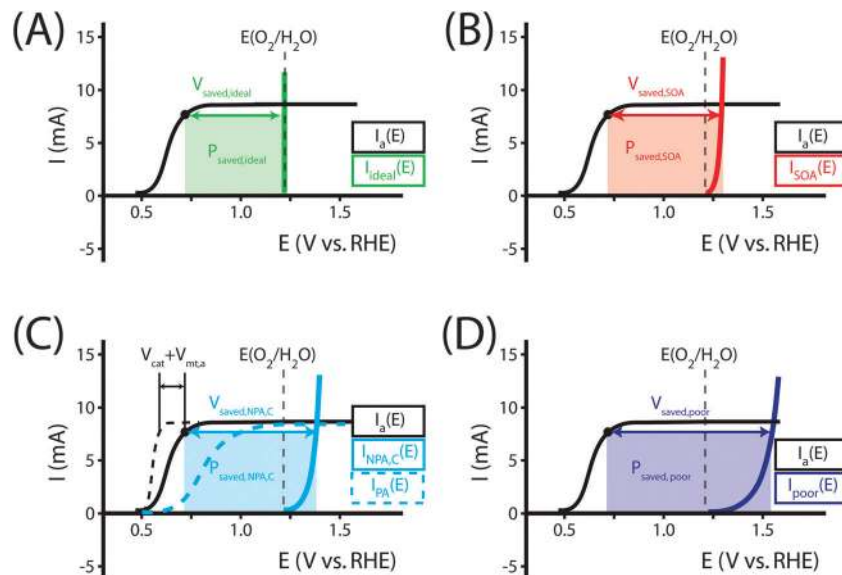 (A)
E(O2/H2O)
15
10
5
0
-5
I (mA)
Vsaved,ideal
Psaved,ideal
Ia(E)
Iideal(E)
0.5 1.0 1.5
E (V vs. RHE)
(B)
E(O2/H2O)
15
10
5
0
-5
I (mA)
Vsaved,SOA
Psaved,SOA
Ia(E)
ISOA(E)
0.5 1.0 1.5
E (V vs. RHE)
(C)
Vcat+Vmt,a
E(O2/H2O)
15
10
5
0
-5
I (mA)
Vsaved,NPA,C
Psaved,NPA,C
Ia(E)
INPA,C(E)
IPA(E)
0.5 1.0 1.5
E (V vs. RHE)
(D)
E(O2/H2O)
15
10
5
0
-5
I (mA)
Vsaved,poor
Psaved,poor
Ia(E)
Ipoor(E)
0.5 1.0 1.5
E (V vs. RHE)